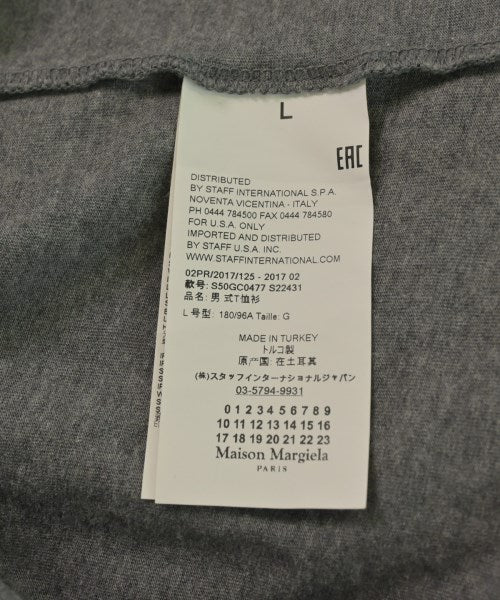 L
EAC
DISTRIBUTED
BY STAFF INTERNATIONAL S.P.A.
NOVENTA VICENTINA - ITALY
PH 0444 784500 FAX 0444 784580
FOR U.S.A. ONLY
IMPORTED AND DISTRIBUTED
BY STAFF U.S.A. INC.
WWW.STAFFINTERNATIONAL.COM
02PR/2017/125 - 2017 02
款号: S50GC0477 S22431
品名: 男 式T恤衫
L 号型: 180/96A Taille: G
MADE IN TURKEY
トルコ製
原产国: 在土耳其
(株)スタッフインターナショナルジャパン
03-5794-9931
0 1 2 3 4 5 6 7 8 9
10 11 12 13 14 15 16
17 18 19 20 21 22 23
Maison Margiela
PARIS